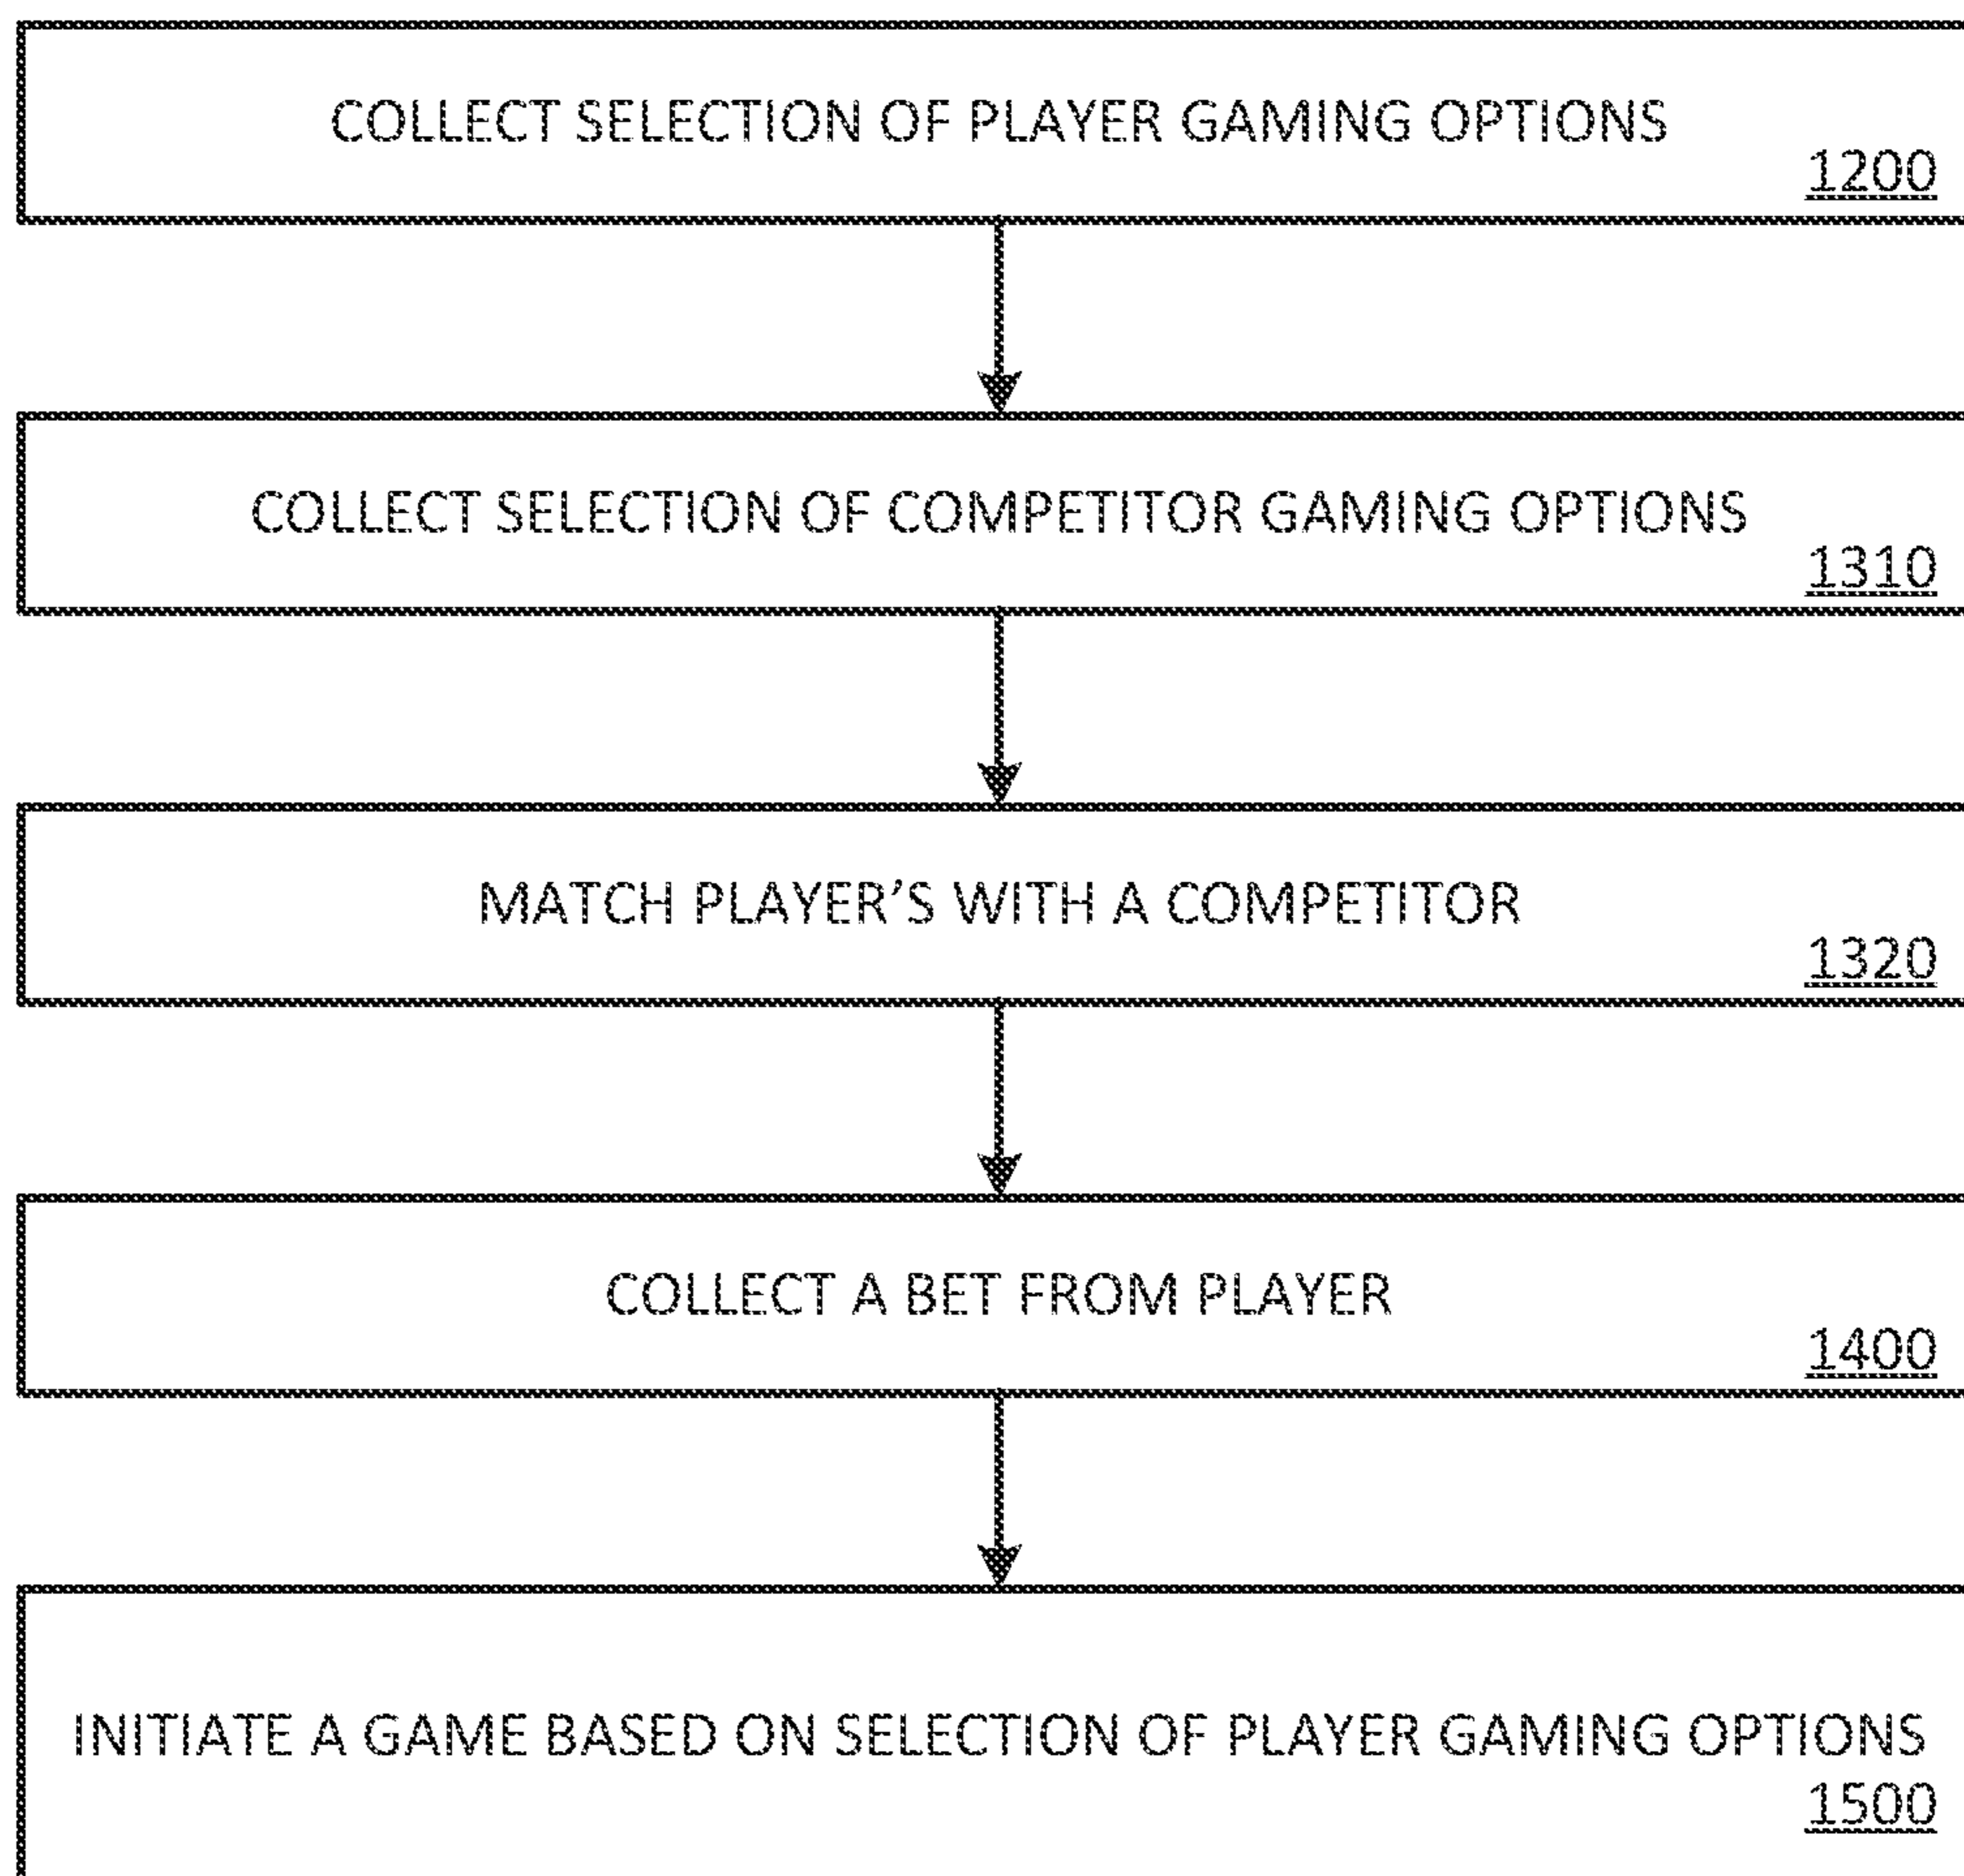 COLLECT SELECTION OF PLAYER GAMING OPTIONS
1200
COLLECT SELECTION OF COMPETITOR GAMING OPTIONS
1310
MATCH PLAYER’S WITH A COMPETITOR
1320
COLLECT A BET FROM PLAYER
1400
INITIATE A GAME BASED ON SELECTION OF PLAYER GAMING OPTIONS
1500